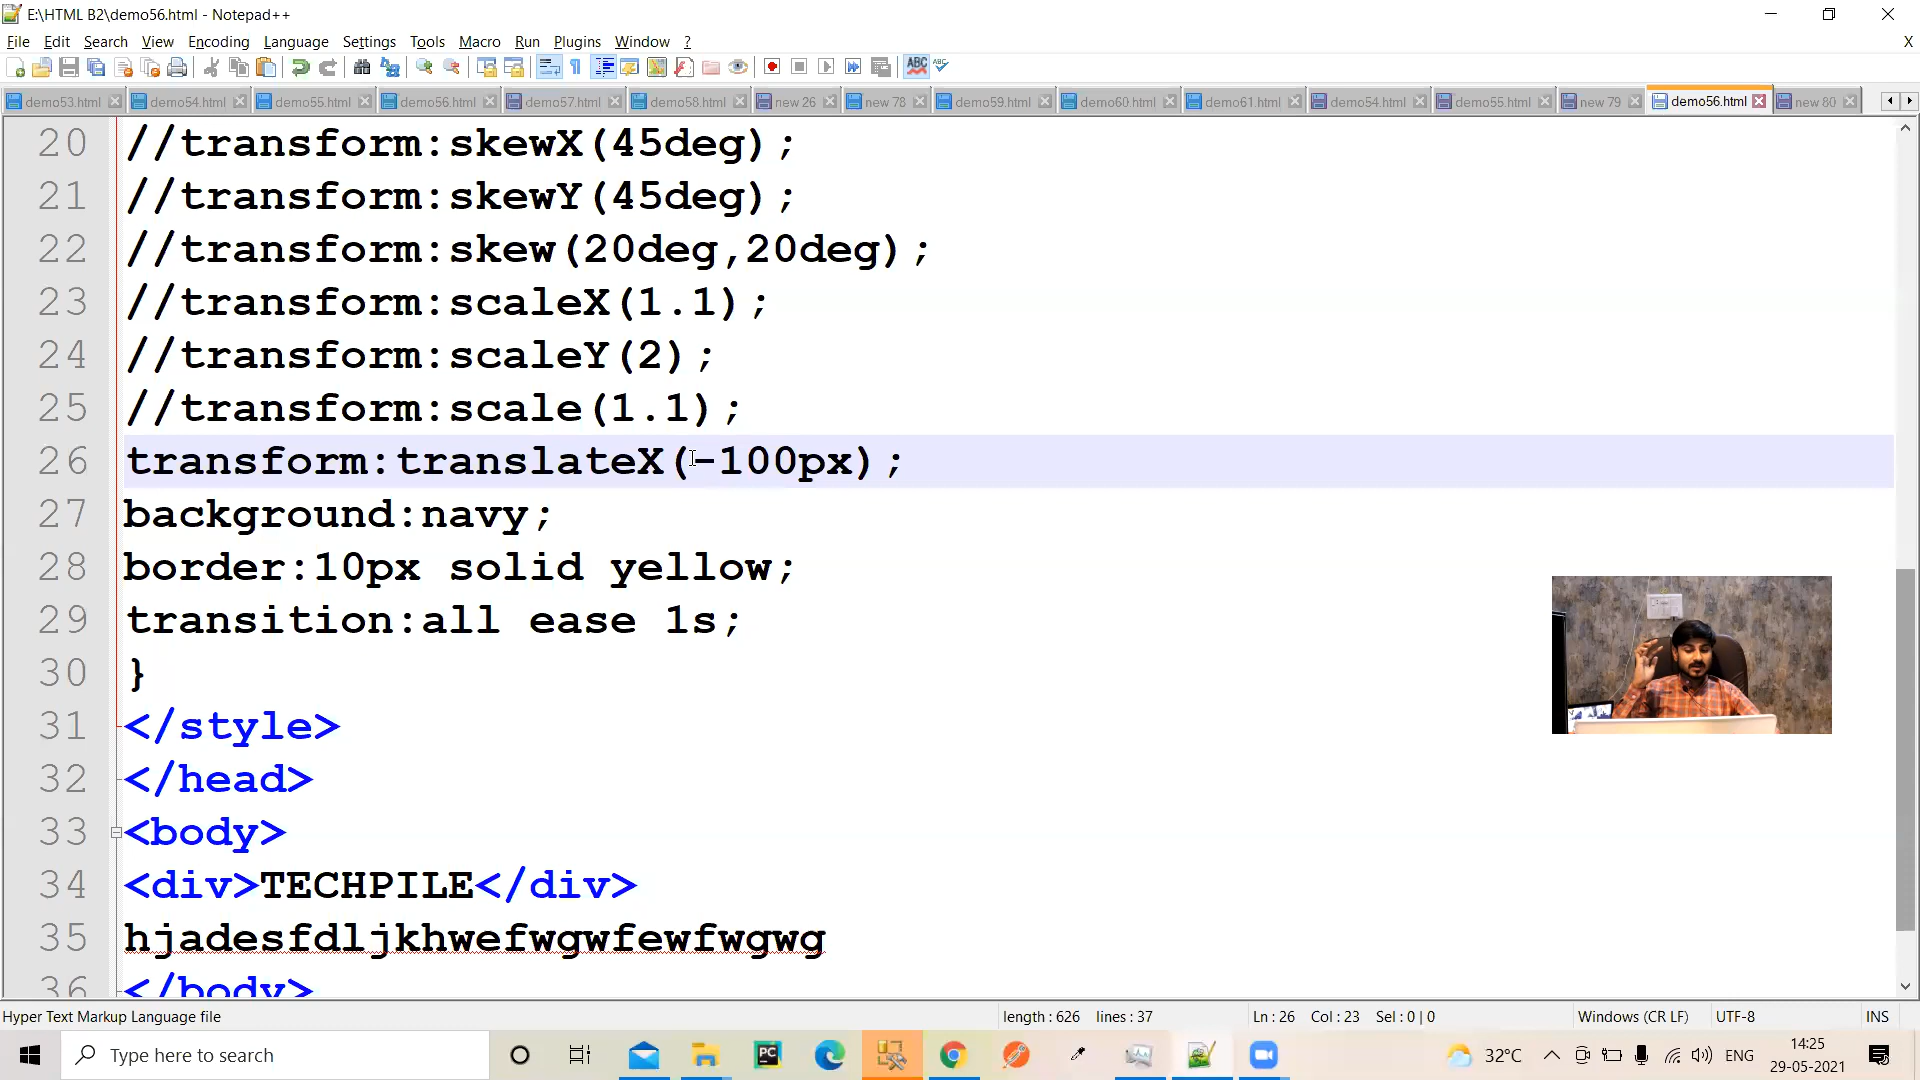 E:\HTML B2\demo56.html - Notepad++
File Edit Search View Encoding Language Settings Tools Macro Run Plugins Window ? X
demo53.html demo54.html demo55.html demo56.html demo57.html demo58.html new 26 new 78 demo59.html demo60.html demo61.html demo54.html demo55.html new 79 demo56.html new 80
20 //transform:skewX(45deg);
21 //transform:skewY(45deg);
22 //transform:skew(20deg,20deg);
23 //transform:scaleX(1.1);
24 //transform:scaleY(2);
25 //transform:scale(1.1);
26 transform:translateX(-100px);
27 background:navy;
28 border:10px solid yellow;
29 transition:all ease 1s;
30 }
31 </style>
32 </head>
33 <body>
34 <div>TECHPILE</div>
35 hjadesfdljkhwefwgwfewfwgwg
36 </body>
Hyper Text Markup Language file length : 626 lines : 37 Ln : 26 Col : 23 Sel : 0 | 0 Windows (CR LF) UTF-8 INS
Type here to search 32°C ENG 14:25
29-05-2021